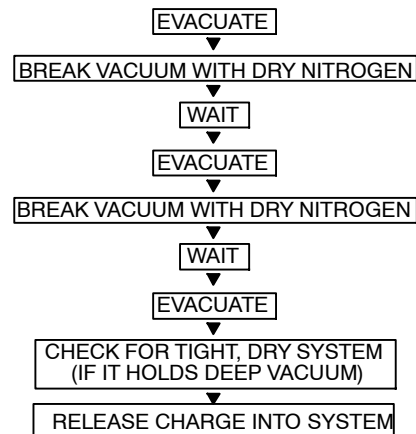 EVACUATE
BREAK VACUUM WITH DRY NITROGEN
WAIT
EVACUATE
BREAK VACUUM WITH DRY NITROGEN
WAIT
EVACUATE
CHECK FOR TIGHT, DRY SYSTEM
(IF IT HOLDS DEEP VACUUM)
RELEASE CHARGE INTO SYSTEM